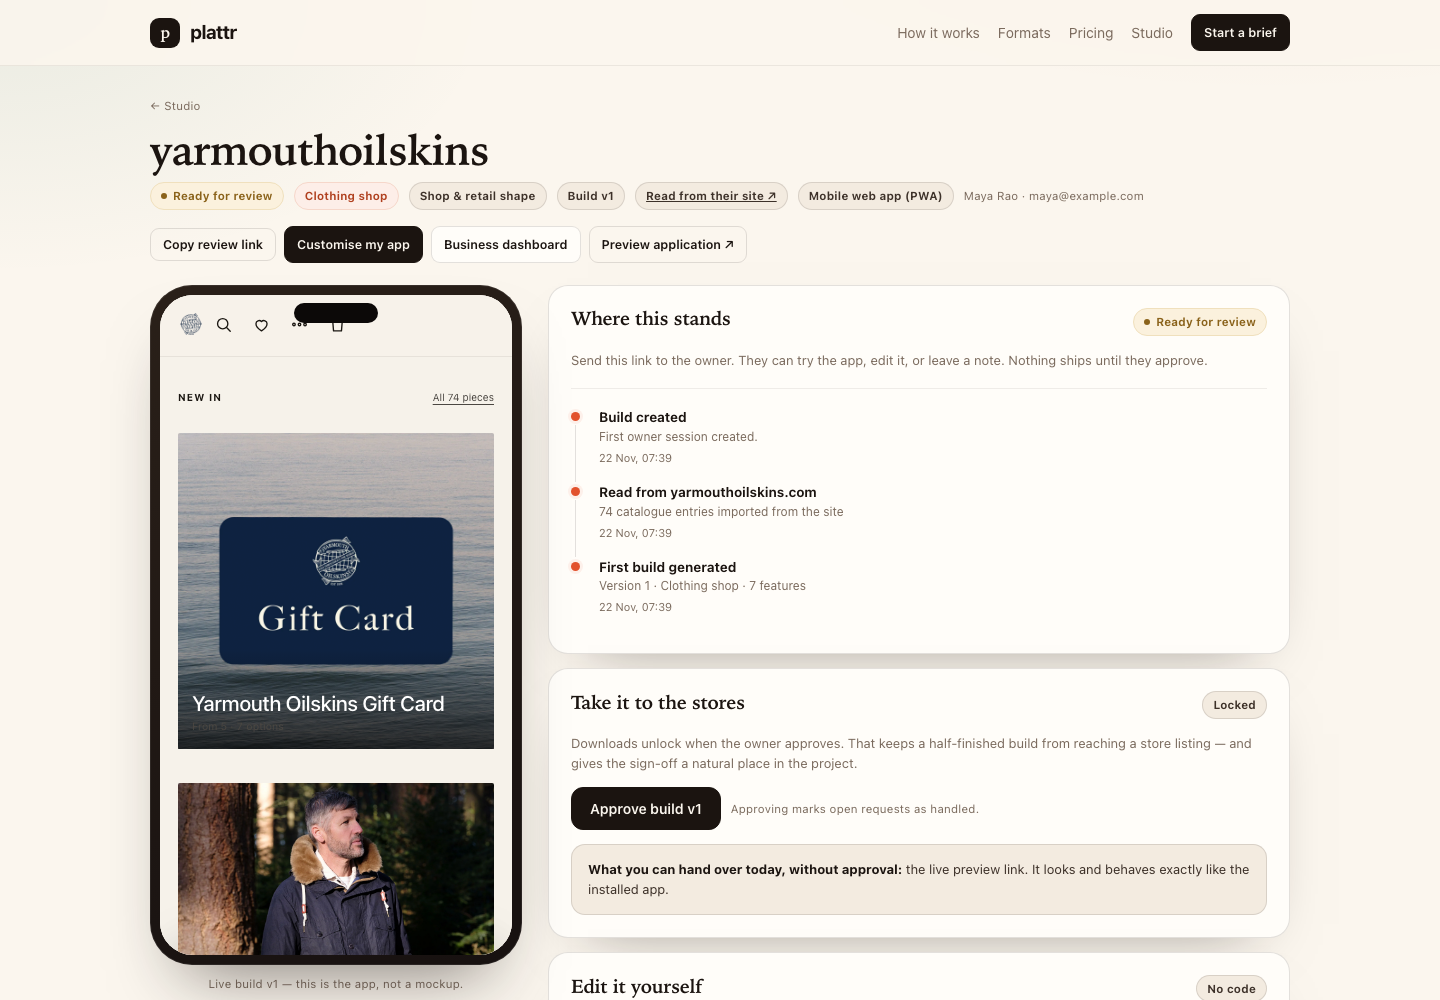 p plattr
How it works Formats Pricing Studio Start a brief
← Studio
yarmouthoilskins
Ready for review Clothing shop Shop & retail shape Build v1 Read from their site ↗ Mobile web app (PWA) Maya Rao · maya@example.com
Copy review link Customise my app Business dashboard Preview application ↗
NEW IN All 74 pieces
Gift Card
Yarmouth Oilskins Gift Card
Live build v1 — this is the app, not a mockup.
Where this stands Ready for review
Send this link to the owner. They can try the app, edit it, or leave a note. Nothing ships until they approve.
Build created
First owner session created.
22 Nov, 07:39
Read from yarmouthoilskins.com
74 catalogue entries imported from the site
22 Nov, 07:39
First build generated
Version 1 · Clothing shop · 7 features
22 Nov, 07:39
Take it to the stores Locked
Downloads unlock when the owner approves. That keeps a half-finished build from reaching a store listing — and
gives the sign-off a natural place in the project.
Approve build v1 Approving marks open requests as handled.
What you can hand over today, without approval: the live preview link. It looks and behaves exactly like the
installed app.
Edit it yourself No code